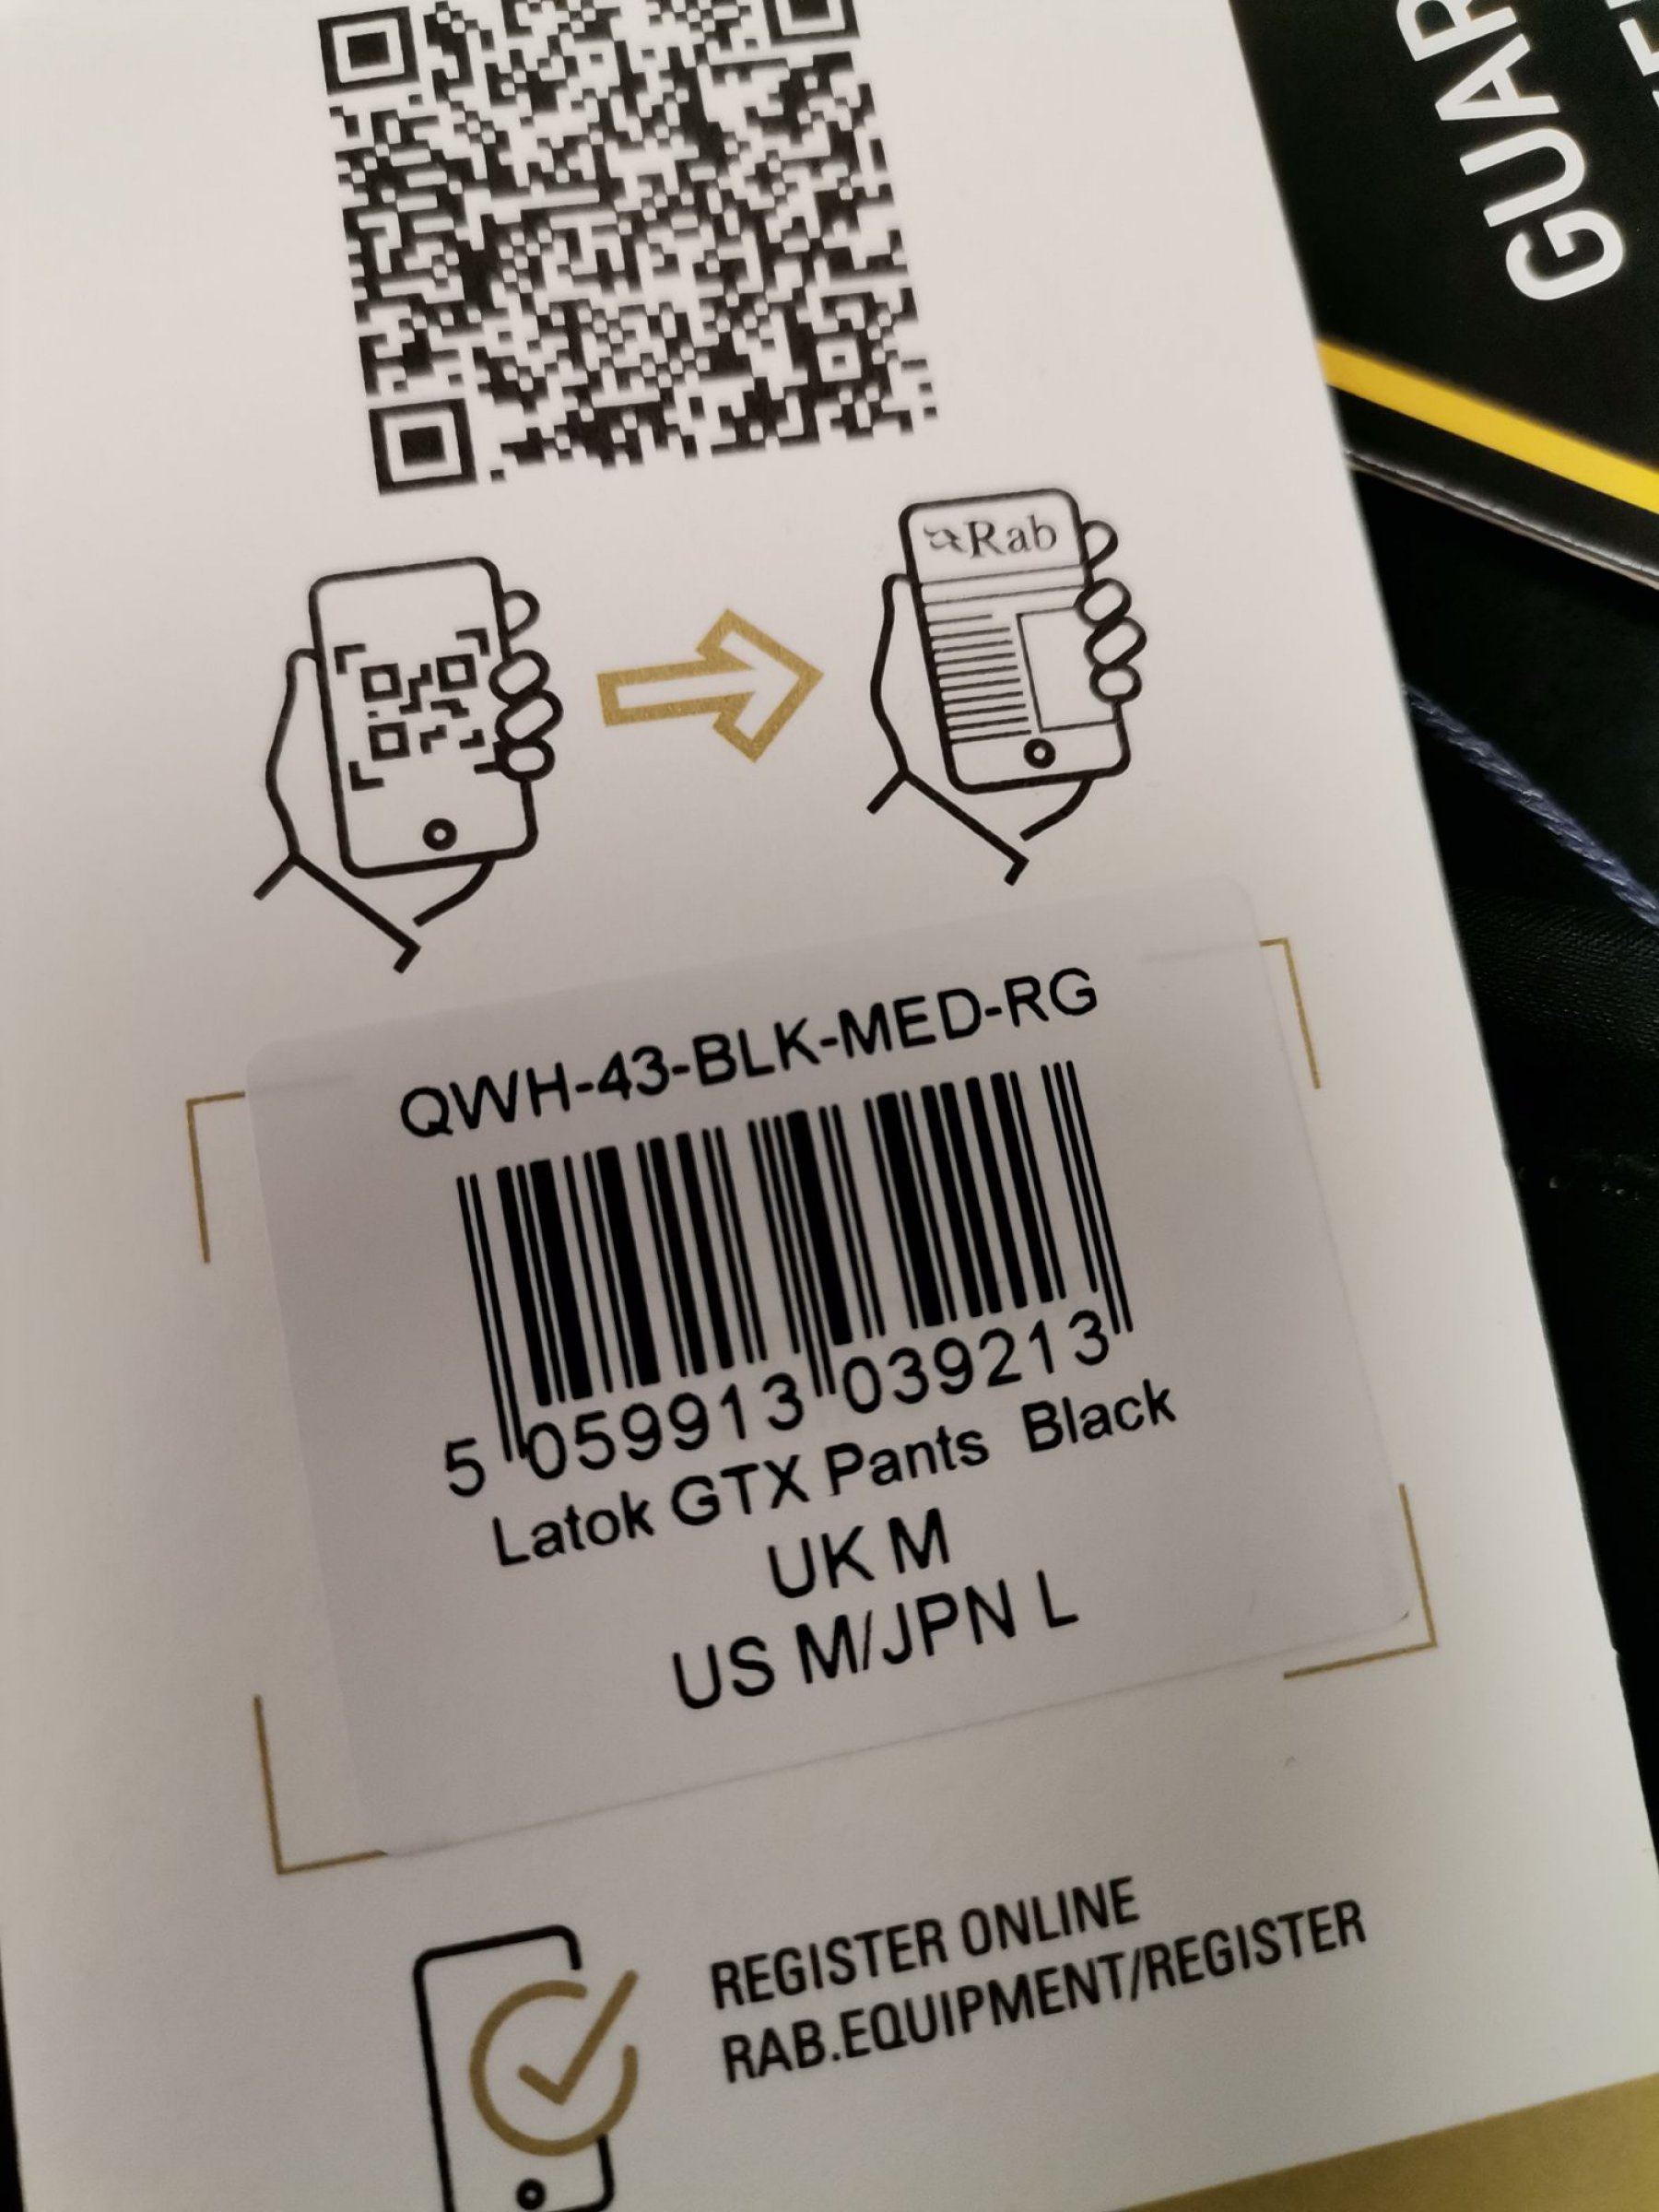 GUAR
Rab
QWH-43-BLK-MED-RG
5 059913 039213
Latok GTX Pants Black
UK M
US M/JPN L
REGISTER ONLINE
RAB.EQUIPMENT/REGISTER